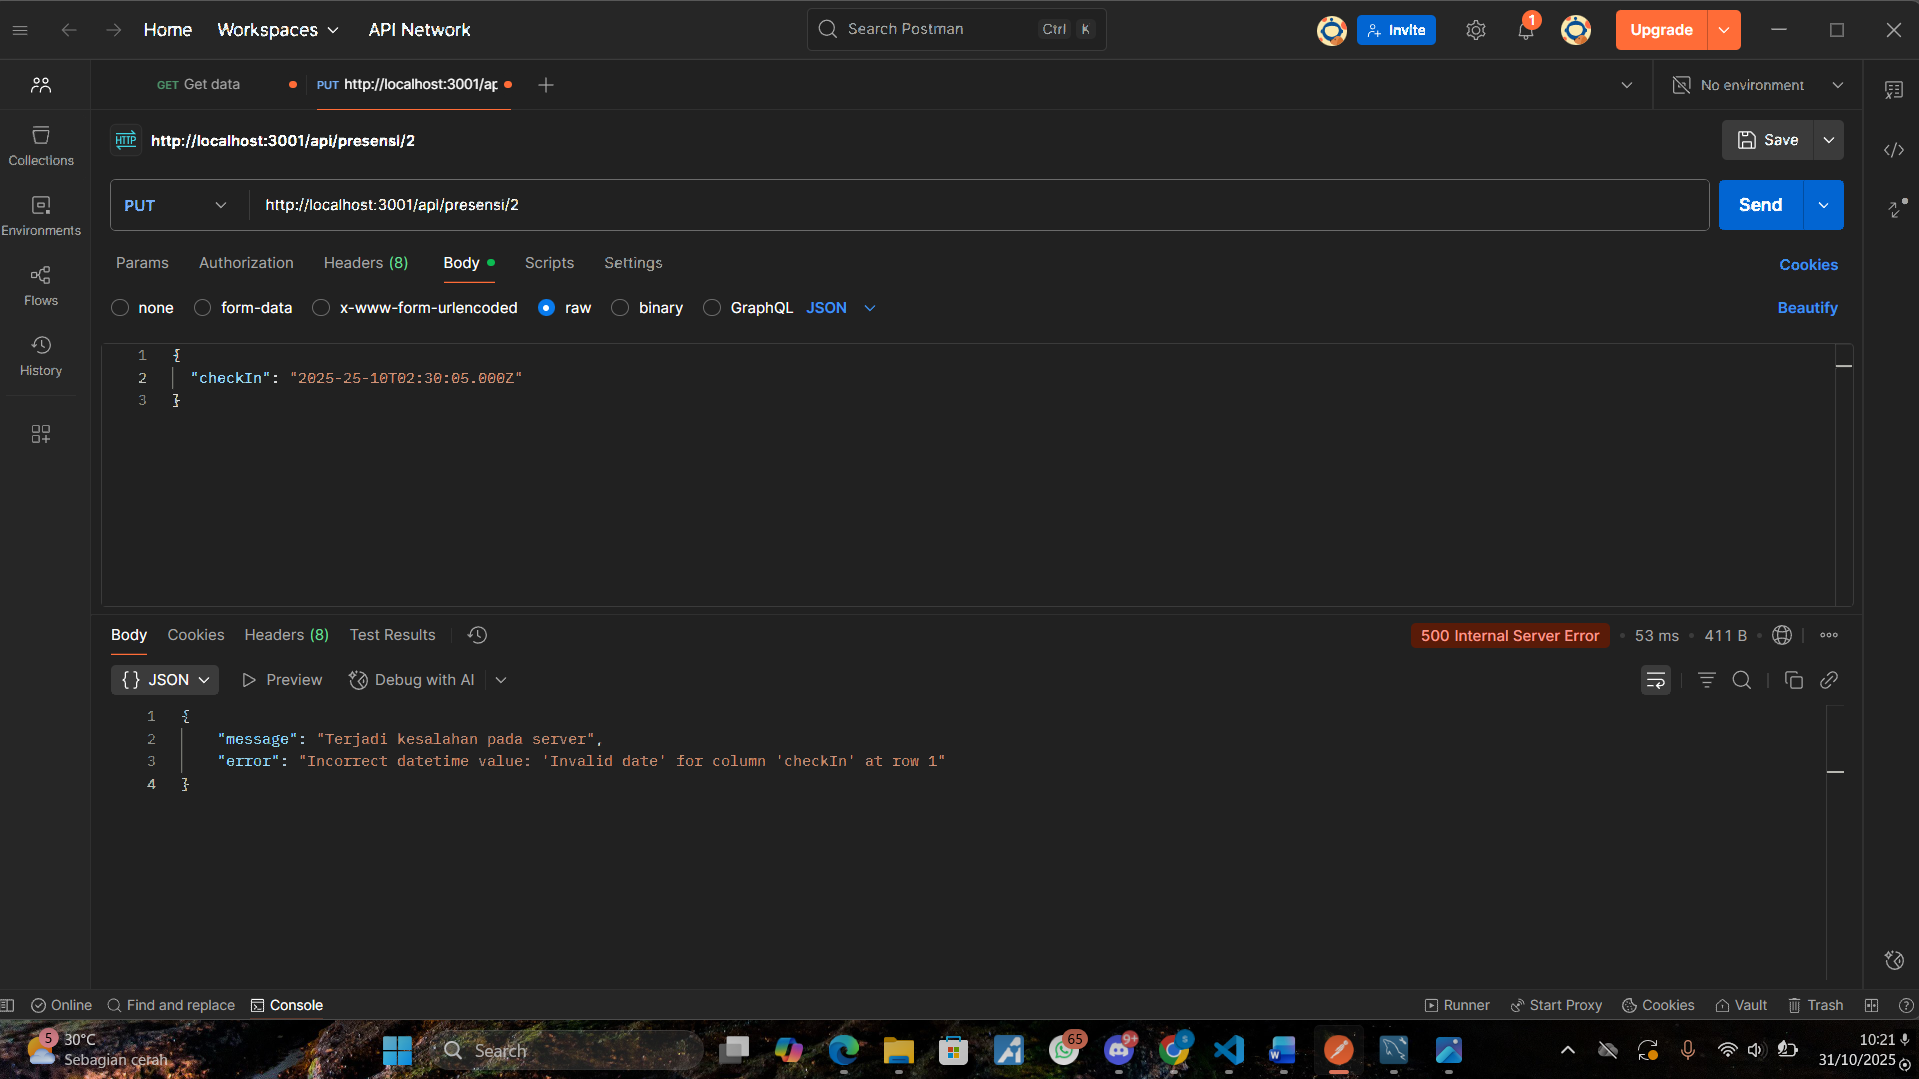 Home
Workspaces
API Network
Search Postman
Ctrl K
Invite
1
Upgrade
GET Get data
PUT http://localhost:3001/ap
No environment
HTTP http://localhost:3001/api/presensi/2
Save
Collections
Environments
Flows
History
PUT
http://localhost:3001/api/presensi/2
Send
Params
Authorization
Headers (8)
Body
Scripts
Settings
Cookies
none
form-data
x-www-form-urlencoded
raw
binary
GraphQL
JSON
Beautify
1 {
2 "checkIn": "2025-25-10T02:30:05.000Z"
3 }
Body
Cookies
Headers (8)
Test Results
500 Internal Server Error
53 ms
411 B
{} JSON
Preview
Debug with AI
1 {
2 "message": "Terjadi kesalahan pada server",
3 "error": "Incorrect datetime value: 'Invalid date' for column 'checkIn' at row 1"
4 }
Online
Find and replace
Console
Runner
Start Proxy
Cookies
Vault
Trash
5
30°C
Sebagian cerah
Search
65
9+
S
W
10:21
31/10/2025